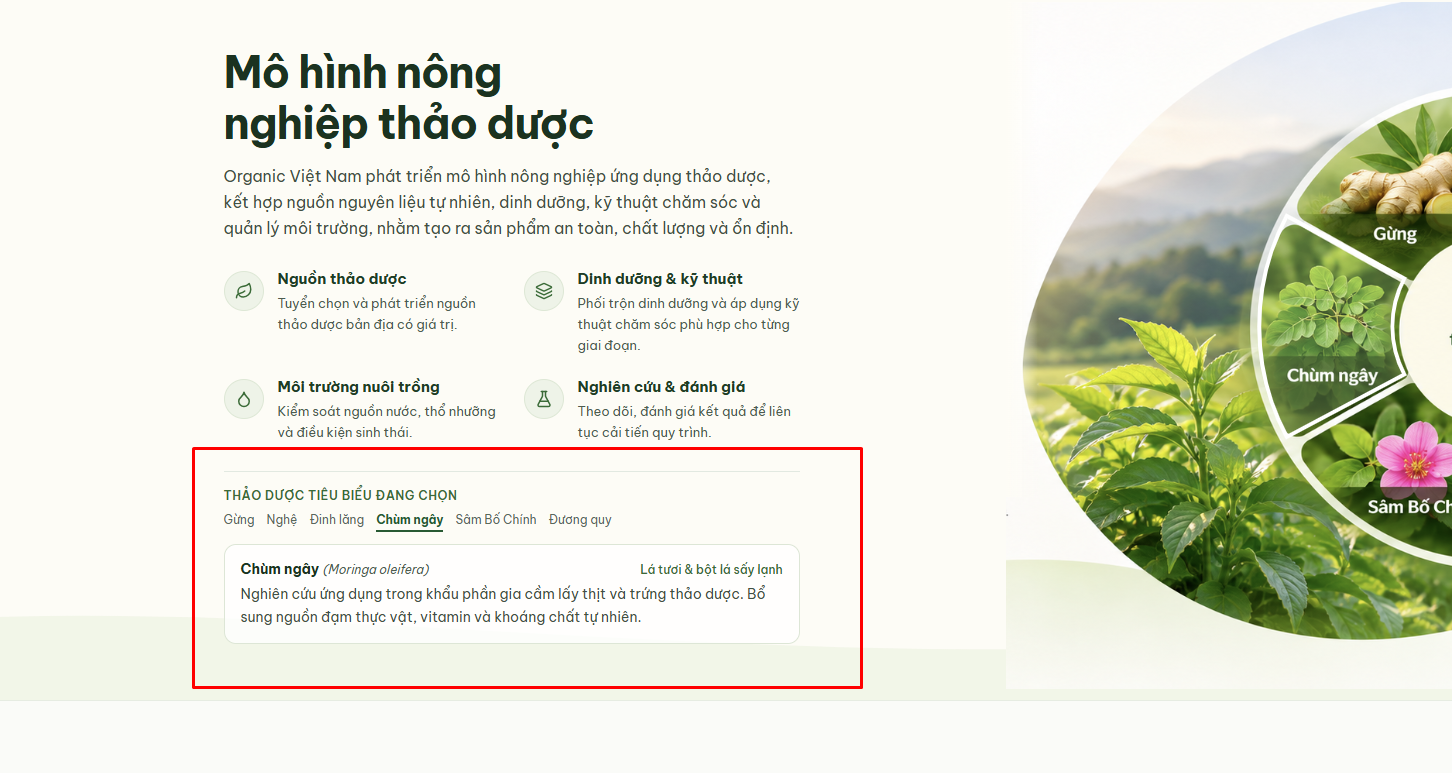 Mô hình nông
nghiệp thảo dược
Organic Việt Nam phát triển mô hình nông nghiệp ứng dụng thảo dược,
kết hợp nguồn nguyên liệu tự nhiên, dinh dưỡng, kỹ thuật chăm sóc và
quản lý môi trường, nhằm tạo ra sản phẩm an toàn, chất lượng và ổn định.
Nguồn thảo dược
Tuyển chọn và phát triển nguồn
thảo dược bản địa có giá trị.
Dinh dưỡng & kỹ thuật
Phối trộn dinh dưỡng và áp dụng kỹ
thuật chăm sóc phù hợp cho từng
giai đoạn.
Môi trường nuôi trồng
Kiểm soát nguồn nước, thổ nhưỡng
và điều kiện sinh thái.
Nghiên cứu & đánh giá
Theo dõi, đánh giá kết quả để liên
tục cải tiến quy trình.
THẢO DƯỢC TIÊU BIỂU ĐANG CHỌN
Gừng Nghệ Đinh lăng Chùm ngây Sâm Bố Chính Đương quy
Chùm ngây (Moringa oleifera) Lá tươi & bột lá sấy lạnh
Nghiên cứu ứng dụng trong khẩu phần gia cầm lấy thịt và trứng thảo dược. Bổ
sung nguồn đạm thực vật, vitamin và khoáng chất tự nhiên.
Gừng
Chùm ngây
Sâm Bố Ch